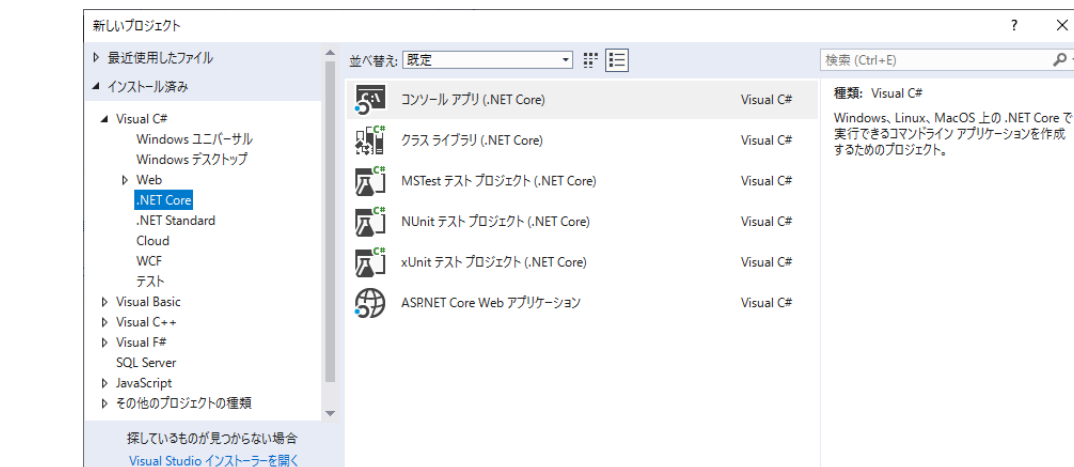 新しいプロジェクト
最近使用したファイル
インストール済み
Visual C#
Windows ユニバーサル
Windows デスクトップ
Web
.NET Core
.NET Standard
Cloud
WCF
テスト
Visual Basic
Visual C++
Visual F#
SQL Server
JavaScript
その他のプロジェクトの種類
探しているものが見つからない場合
Visual Studio インストーラーを開く
並べ替え: 既定
コンソール アプリ (.NET Core) Visual C#
クラス ライブラリ (.NET Core) Visual C#
MSTest テスト プロジェクト (.NET Core) Visual C#
NUnit テスト プロジェクト (.NET Core) Visual C#
xUnit テスト プロジェクト (.NET Core) Visual C#
ASP.NET Core Web アプリケーション Visual C#
検索 (Ctrl+E)
種類: Visual C#
Windows、Linux、MacOS 上の .NET Core で
実行できるコマンドライン アプリケーションを作成
するためのプロジェクト。